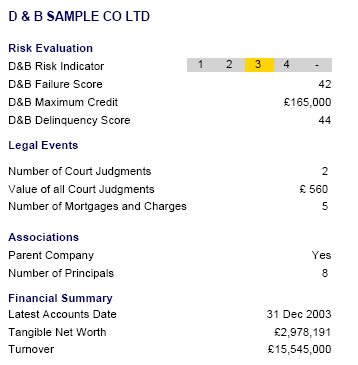 D & B SAMPLE CO LTD
Risk Evaluation
D&B Risk Indicator 1 2 3 4 -
D&B Failure Score 42
D&B Maximum Credit £165,000
D&B Delinquency Score 44
Legal Events
Number of Court Judgments 2
Value of all Court Judgments £ 560
Number of Mortgages and Charges 5
Associations
Parent Company Yes
Number of Principals 8
Financial Summary
Latest Accounts Date 31 Dec 2003
Tangible Net Worth £2,978,191
Turnover £15,545,000